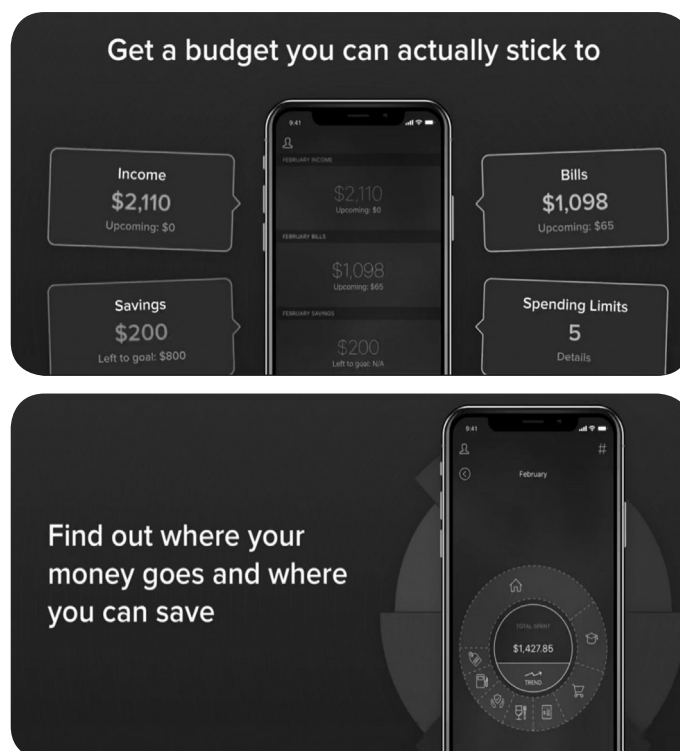 Get a budget you can actually stick to
Income
$2,110
Upcoming: $0
Savings
$200
Left to goal: $800
9:41
FEBRUARY INCOME
$2,110
Upcoming: $0
FEBRUARY BILLS
$1,098
Upcoming: $65
FEBRUARY SAVINGS
$200
Left to goal: N/A
Bills
$1,098
Upcoming: $65
Spending Limits
5
Details
Find out where your
money goes and where
you can save
9:41
#
February
TOTAL SPENT
$1,427.85
TREND